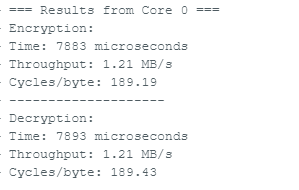 === Results from Core 0 ===
Encryption:
Time: 7883 microseconds
Throughput: 1.21 MB/s
Cycles/byte: 189.19
--------------------
Decryption:
Time: 7893 microseconds
Throughput: 1.21 MB/s
Cycles/byte: 189.43